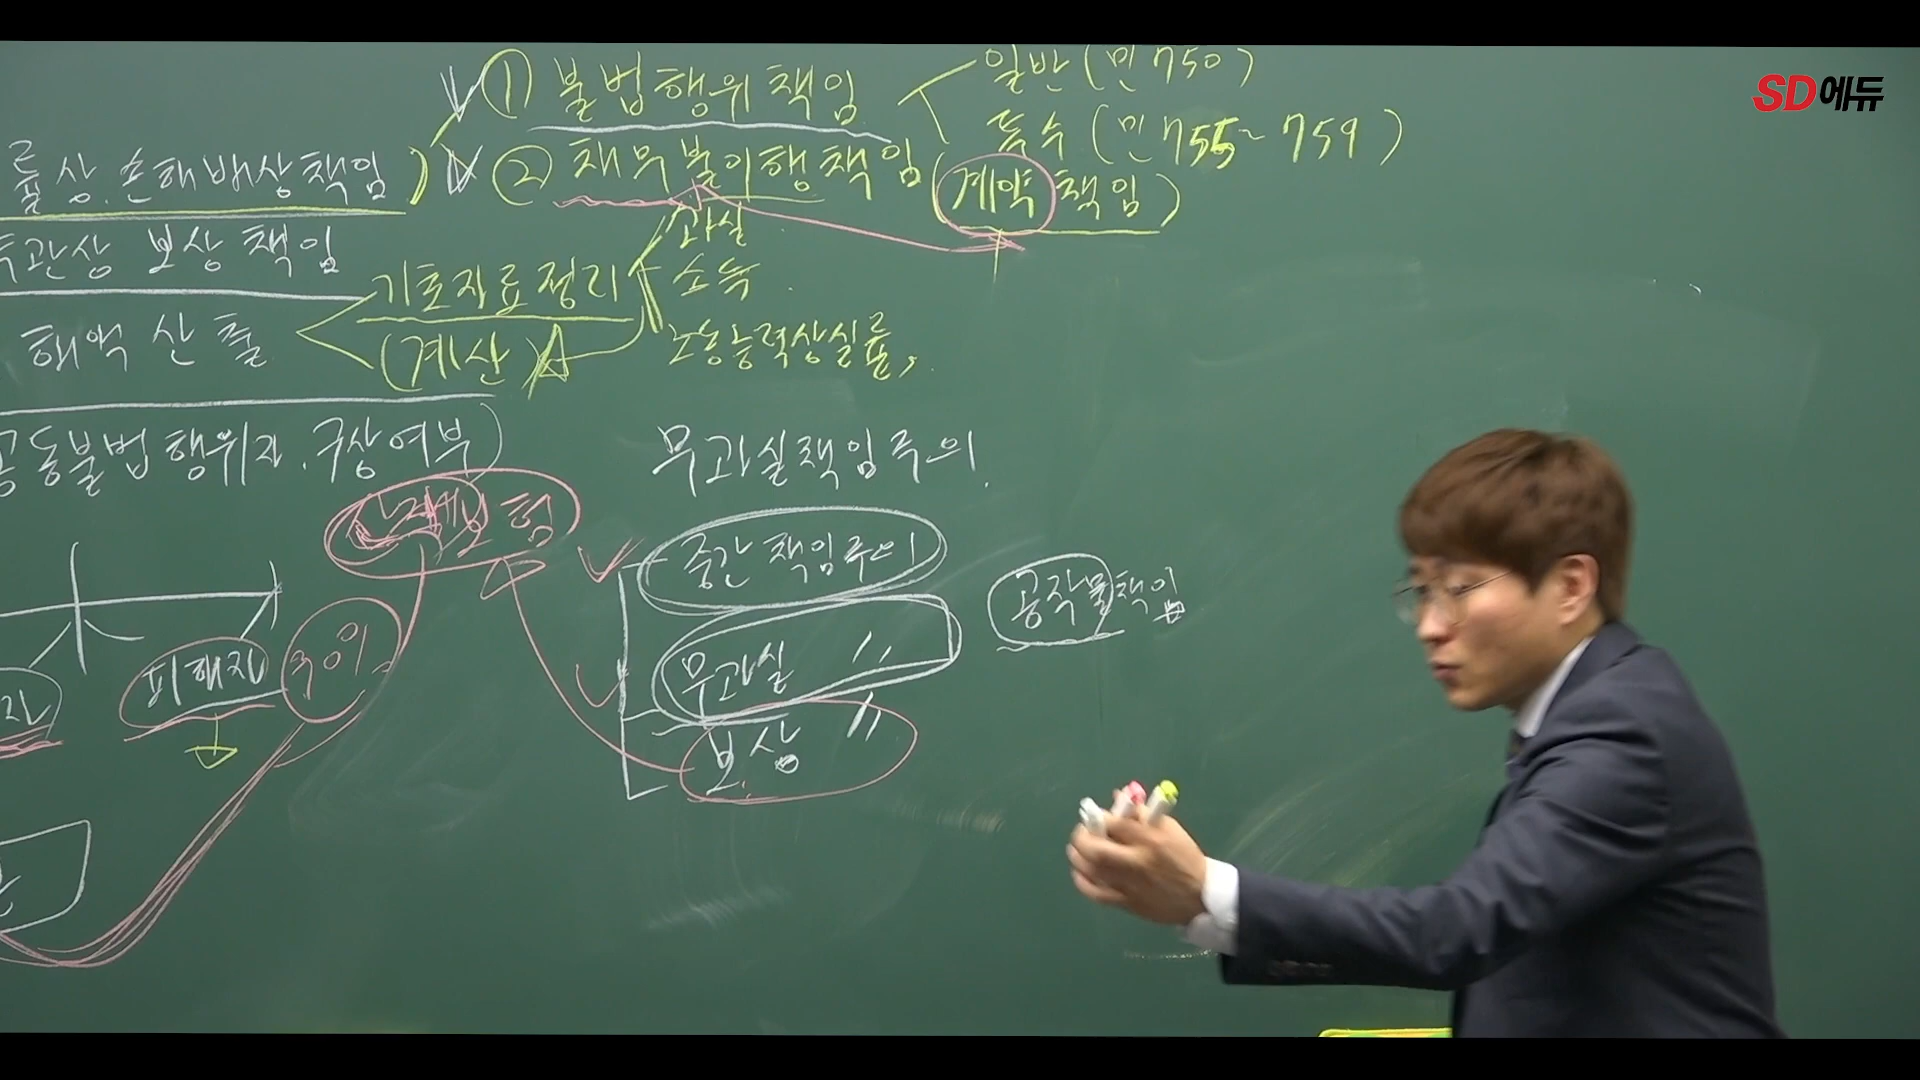 SD에듀
① 불법행위책임
일반 (민 750)
특수 (민 755~759)
률상 손해배상책임)
② 채무불이행책임 (계약책임)
관상 보상책임
기초자료정리
(계산)
과실
소득
노동능력상실률,
해액 산출
공동불법행위자. 구상여부)
산재보험
무과실책임주의.
중간책임주의
무과실 〃
보상 〃
공작물책임
피해자
자